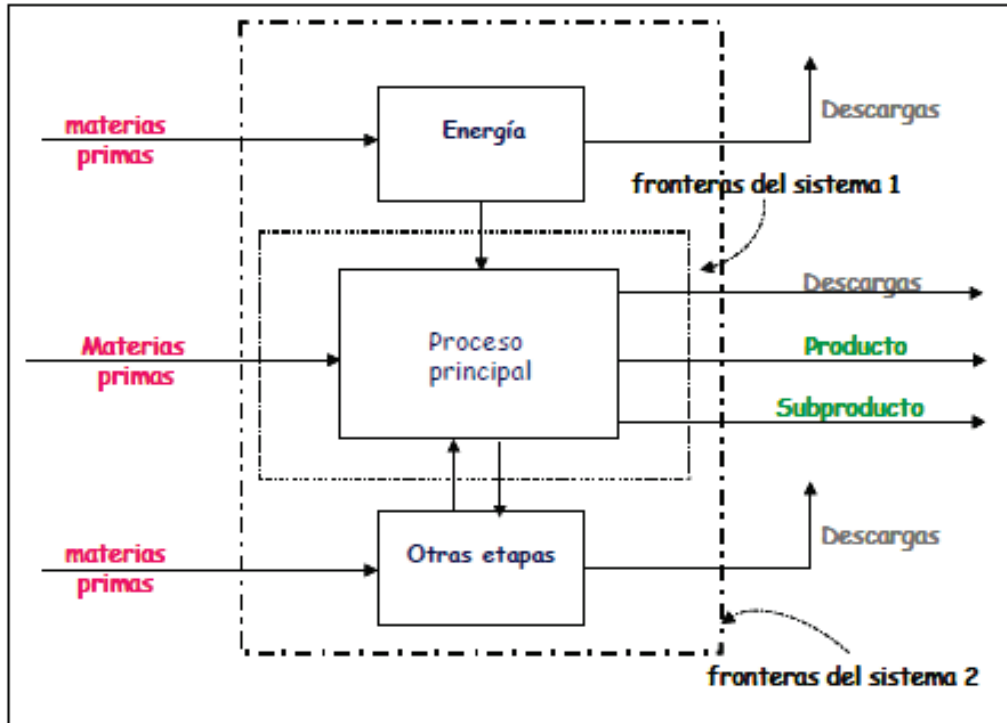 materias
primas
Energía
Descargas
fronteras del sistema 1
Materias
primas
Proceso
principal
Descargas
Producto
Subproducto
materias
primas
Otras etapas
Descargas
fronteras del sistema 2